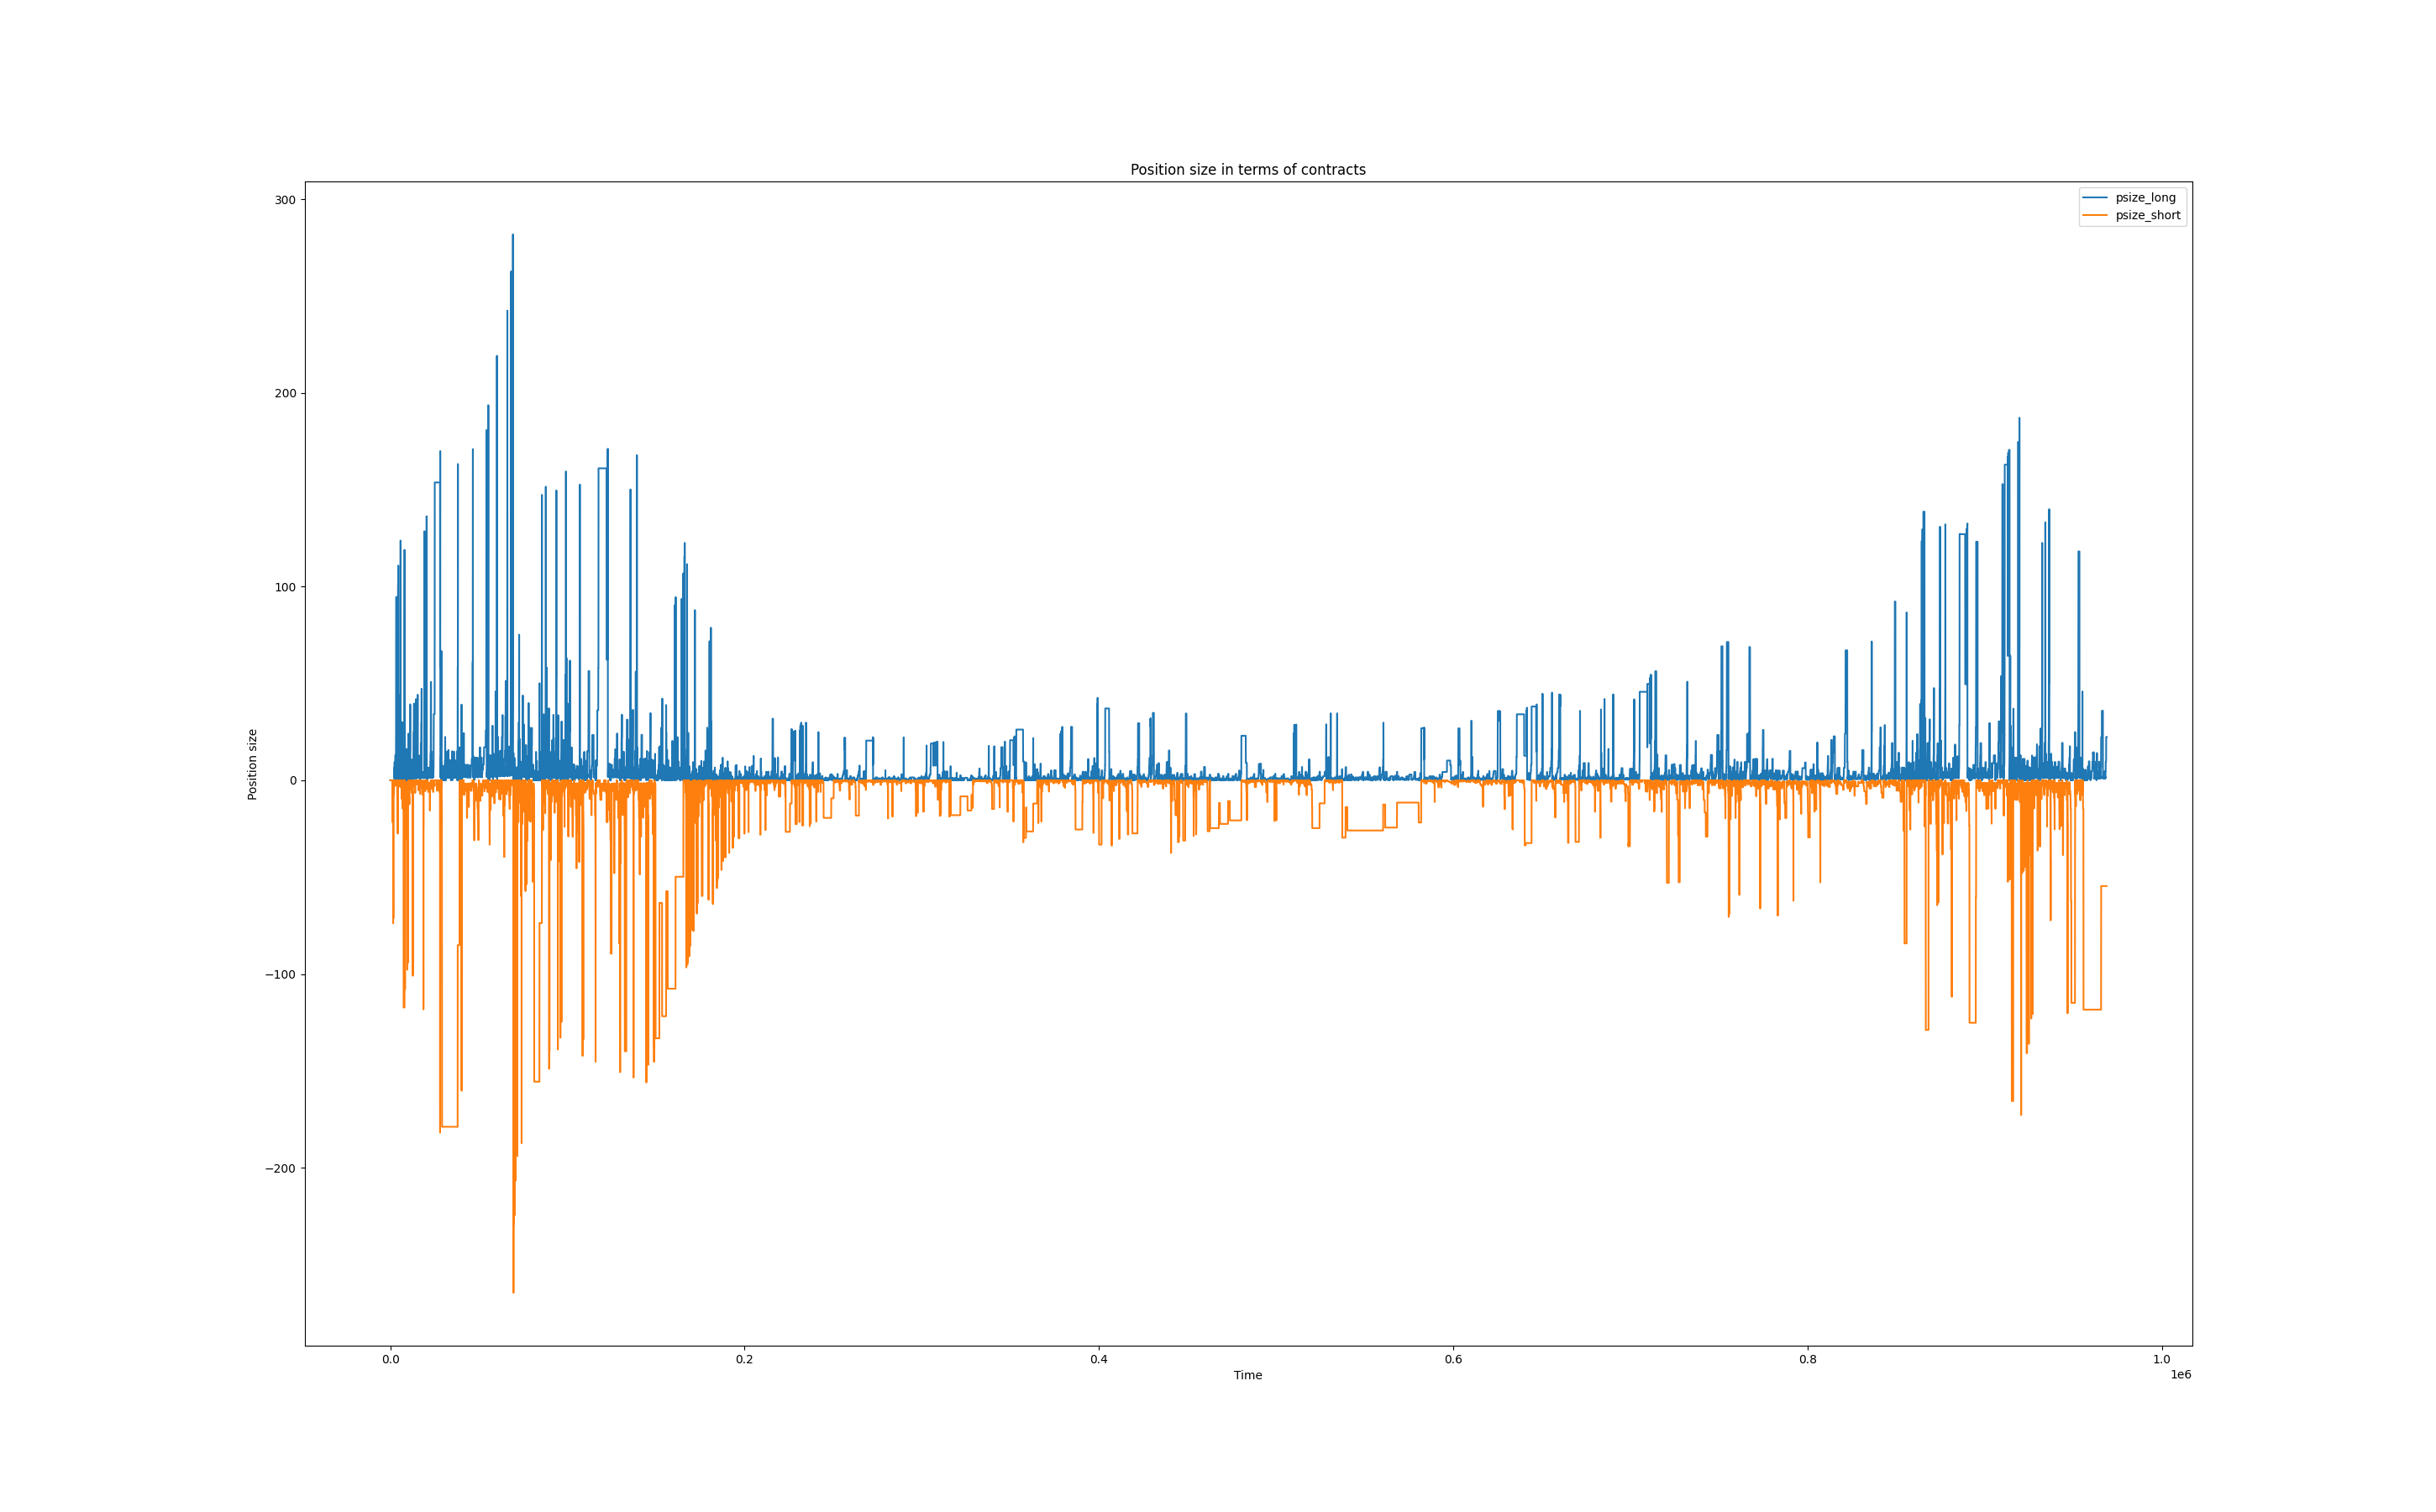 Position size in terms of contracts
psize_long
psize_short
300
200
100
0
−100
−200
Position size
0.0
0.2
0.4
0.6
0.8
1.0
1e6
Time